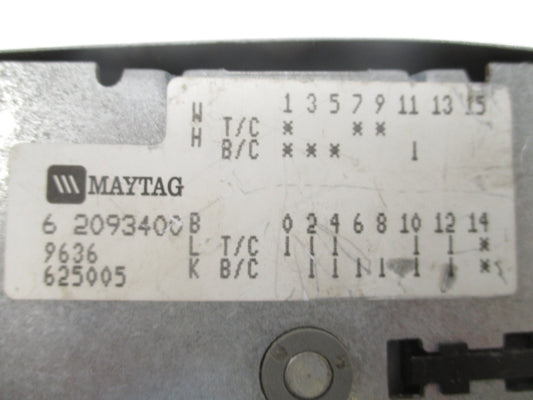 W 1 3 5 7 9 11 13 15
H T/C * * *
B/C * * * 1
MAYTAG
6 2093400 B 0 2 4 6 8 10 12 14
9636 L T/C 1 1 1 1 1 *
625005 K B/C 1 1 1 1 1 1 *